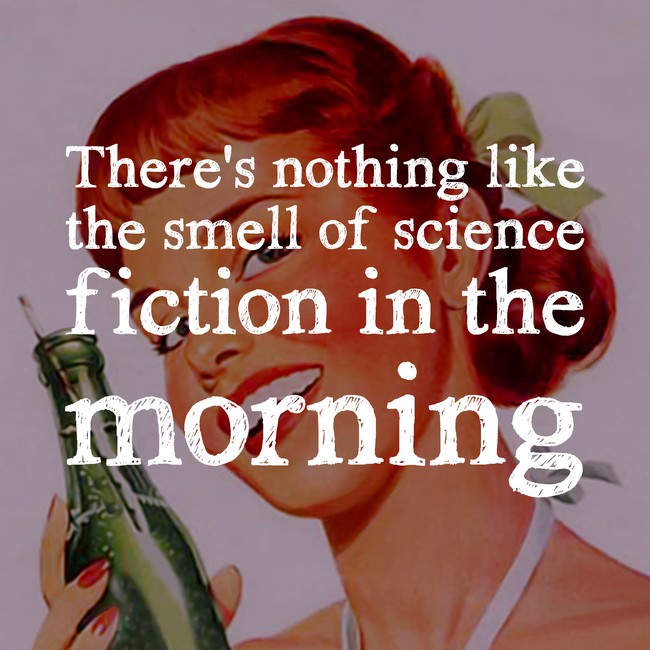 There's nothing like
the smell of science
fiction in the
morning